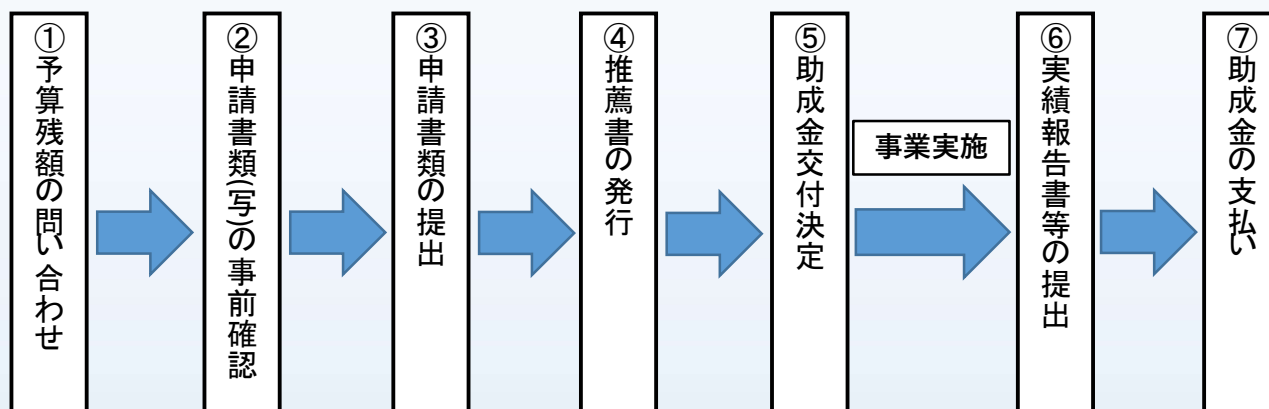 ①予算残額の問い合わせ
②申請書類(写)の事前確認
③申請書類の提出
④推薦書の発行
⑤助成金交付決定
事業実施
⑥実績報告書等の提出
⑦助成金の支払い